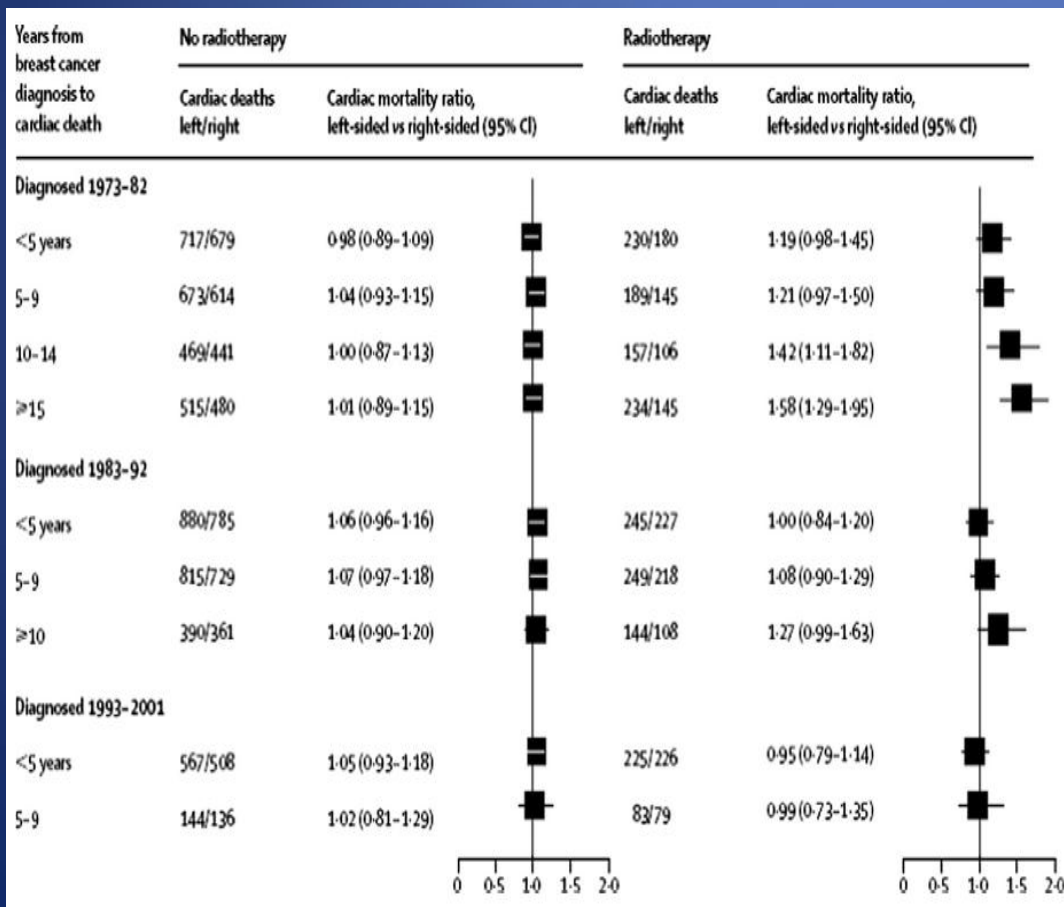 Years from
breast cancer
diagnosis to
cardiac death
No radiotherapy
Radiotherapy
Cardiac deaths
left/right
Cardiac mortality ratio,
left-sided vs right-sided (95% CI)
Cardiac deaths
left/right
Cardiac mortality ratio,
left-sided vs right-sided (95% CI)
Diagnosed 1973–82
<5 years 717/679 0·98 (0·89–1·09) 230/180 1·19 (0·98–1·45)
5–9 673/614 1·04 (0·93–1·15) 189/145 1·21 (0·97–1·50)
10–14 469/441 1·00 (0·87–1·13) 157/106 1·42 (1·11–1·82)
≥15 515/480 1·01 (0·89–1·15) 234/145 1·58 (1·29–1·95)
Diagnosed 1983–92
<5 years 880/785 1·06 (0·96–1·16) 245/227 1·00 (0·84–1·20)
5–9 815/729 1·07 (0·97–1·18) 249/218 1·08 (0·90–1·29)
≥10 390/361 1·04 (0·90–1·20) 144/108 1·27 (0·99–1·63)
Diagnosed 1993–2001
<5 years 567/508 1·05 (0·93–1·18) 225/226 0·95 (0·79–1·14)
5–9 144/136 1·02 (0·81–1·29) 83/79 0·99 (0·73–1·35)
0 0·5 1·0 1·5 2·0 0 0·5 1·0 1·5 2·0